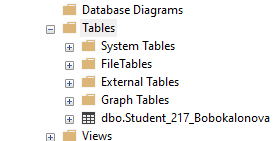 Database Diagrams
Tables
System Tables
FileTables
External Tables
Graph Tables
dbo.Student_217_Bobokalonova
Views